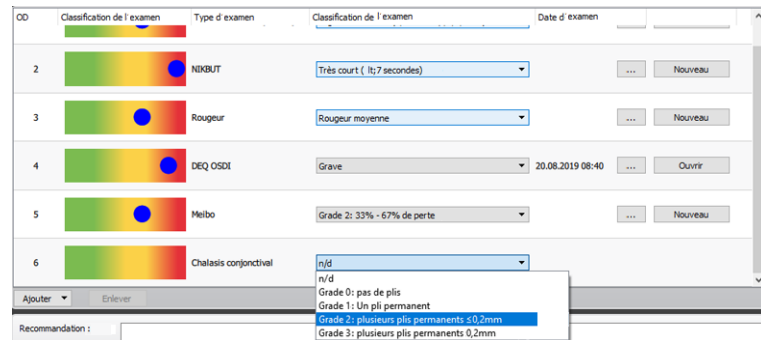 OD Classification de l'examen Type d'examen Classification de l'examen Date d'examen
2 NIKBUT Très court ( lt;7 secondes) ... Nouveau
3 Rougeur Rougeur moyenne ... Nouveau
4 DEQ OSDI Grave 20.08.2019 08:40 ... Ouvrir
5 Meibo Grade 2: 33% - 67% de perte ... Nouveau
6 Chalasis conjonctival n/d
n/d
Grade 0: pas de plis
Grade 1: Un pli permanent
Grade 2: plusieurs plis permanents ≤0,2mm
Grade 3: plusieurs plis permanents 0,2mm
Ajouter Enlever
Recommandation :